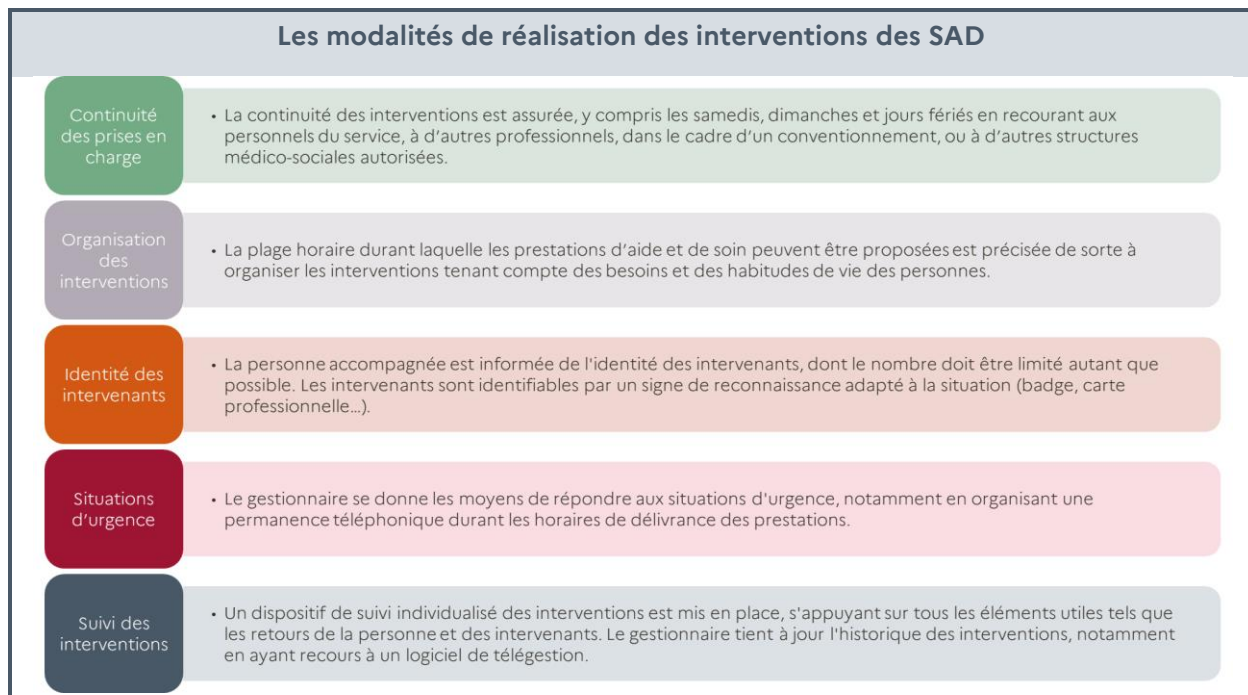 Les modalités de réalisation des interventions des SAD
Continuité
des prises en
charge
• La continuité des interventions est assurée, y compris les samedis, dimanches et jours fériés en recourant aux
personnels du service, à d'autres professionnels, dans le cadre d'un conventionnement, ou à d'autres structures
médico-sociales autorisées.
Organisation
des
interventions
• La plage horaire durant laquelle les prestations d'aide et de soin peuvent être proposées est précisée de sorte à
organiser les interventions tenant compte des besoins et des habitudes de vie des personnes.
Identité des
intervenants
• La personne accompagnée est informée de l'identité des intervenants, dont le nombre doit être limité autant que
possible. Les intervenants sont identifiables par un signe de reconnaissance adapté à la situation (badge, carte
professionnelle…).
Situations
d'urgence
• Le gestionnaire se donne les moyens de répondre aux situations d'urgence, notamment en organisant une
permanence téléphonique durant les horaires de délivrance des prestations.
Suivi des
interventions
• Un dispositif de suivi individualisé des interventions est mis en place, s'appuyant sur tous les éléments utiles tels que
les retours de la personne et des intervenants. Le gestionnaire tient à jour l'historique des interventions, notamment
en ayant recours à un logiciel de télégestion.